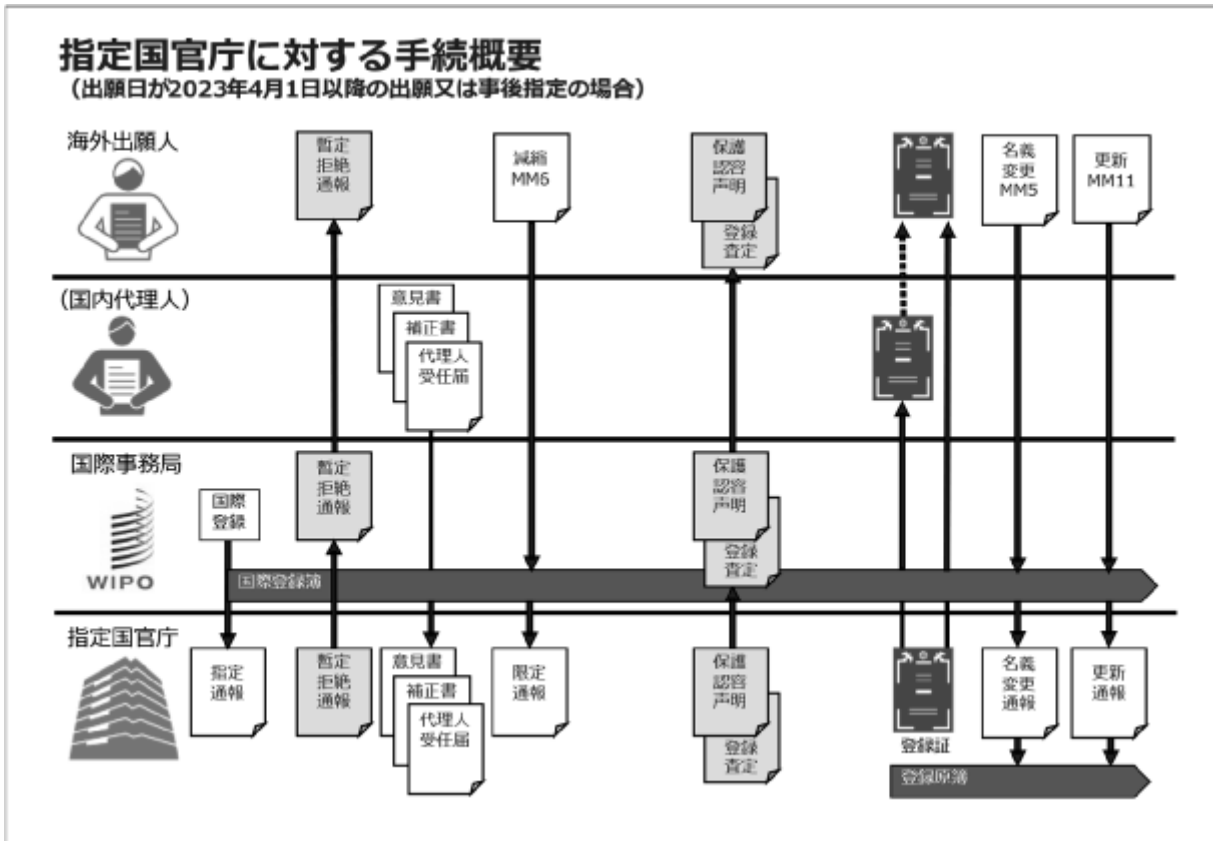 指定国官庁に対する手続概要
（出願日が2023年4月1日以降の出願又は事後指定の場合）
海外出願人
暫定
拒絶
通報
減縮
MM6
保護
認容
声明
登録
査定
名義
変更
MM5
更新
MM11
（国内代理人）
意見書
補正書
代理人
受任届
国際事務局
WIPO
国際
登録
暫定
拒絶
通報
保護
認容
声明
登録
査定
国際登録簿
指定国官庁
指定
通報
暫定
拒絶
通報
意見書
補正書
代理人
受任届
限定
通報
保護
認容
声明
登録
査定
登録証
名義
変更
通報
更新
通報
登録原簿